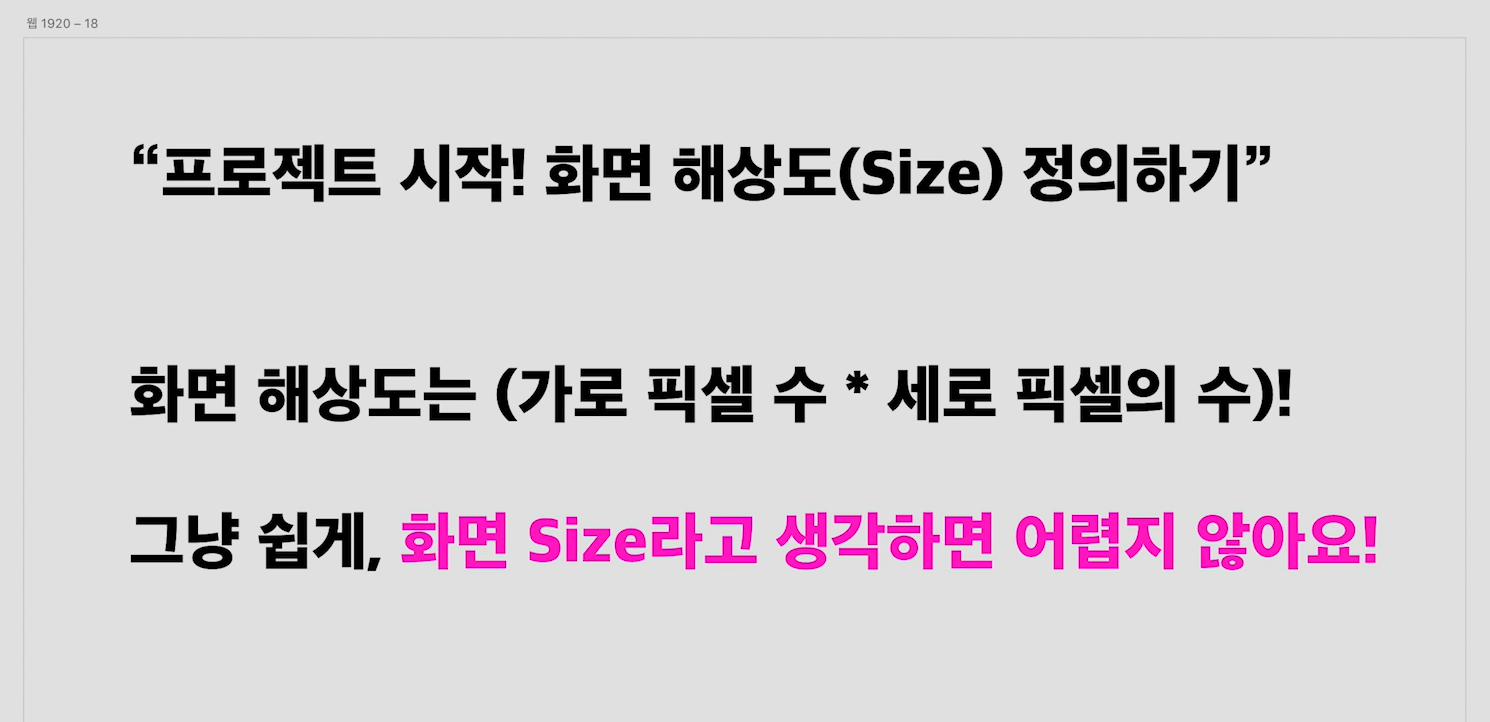 웹 1920 – 18
“프로젝트 시작! 화면 해상도(Size) 정의하기”
화면 해상도는 (가로 픽셀 수 * 세로 픽셀의 수)!
그냥 쉽게, 화면 Size라고 생각하면 어렵지 않아요!